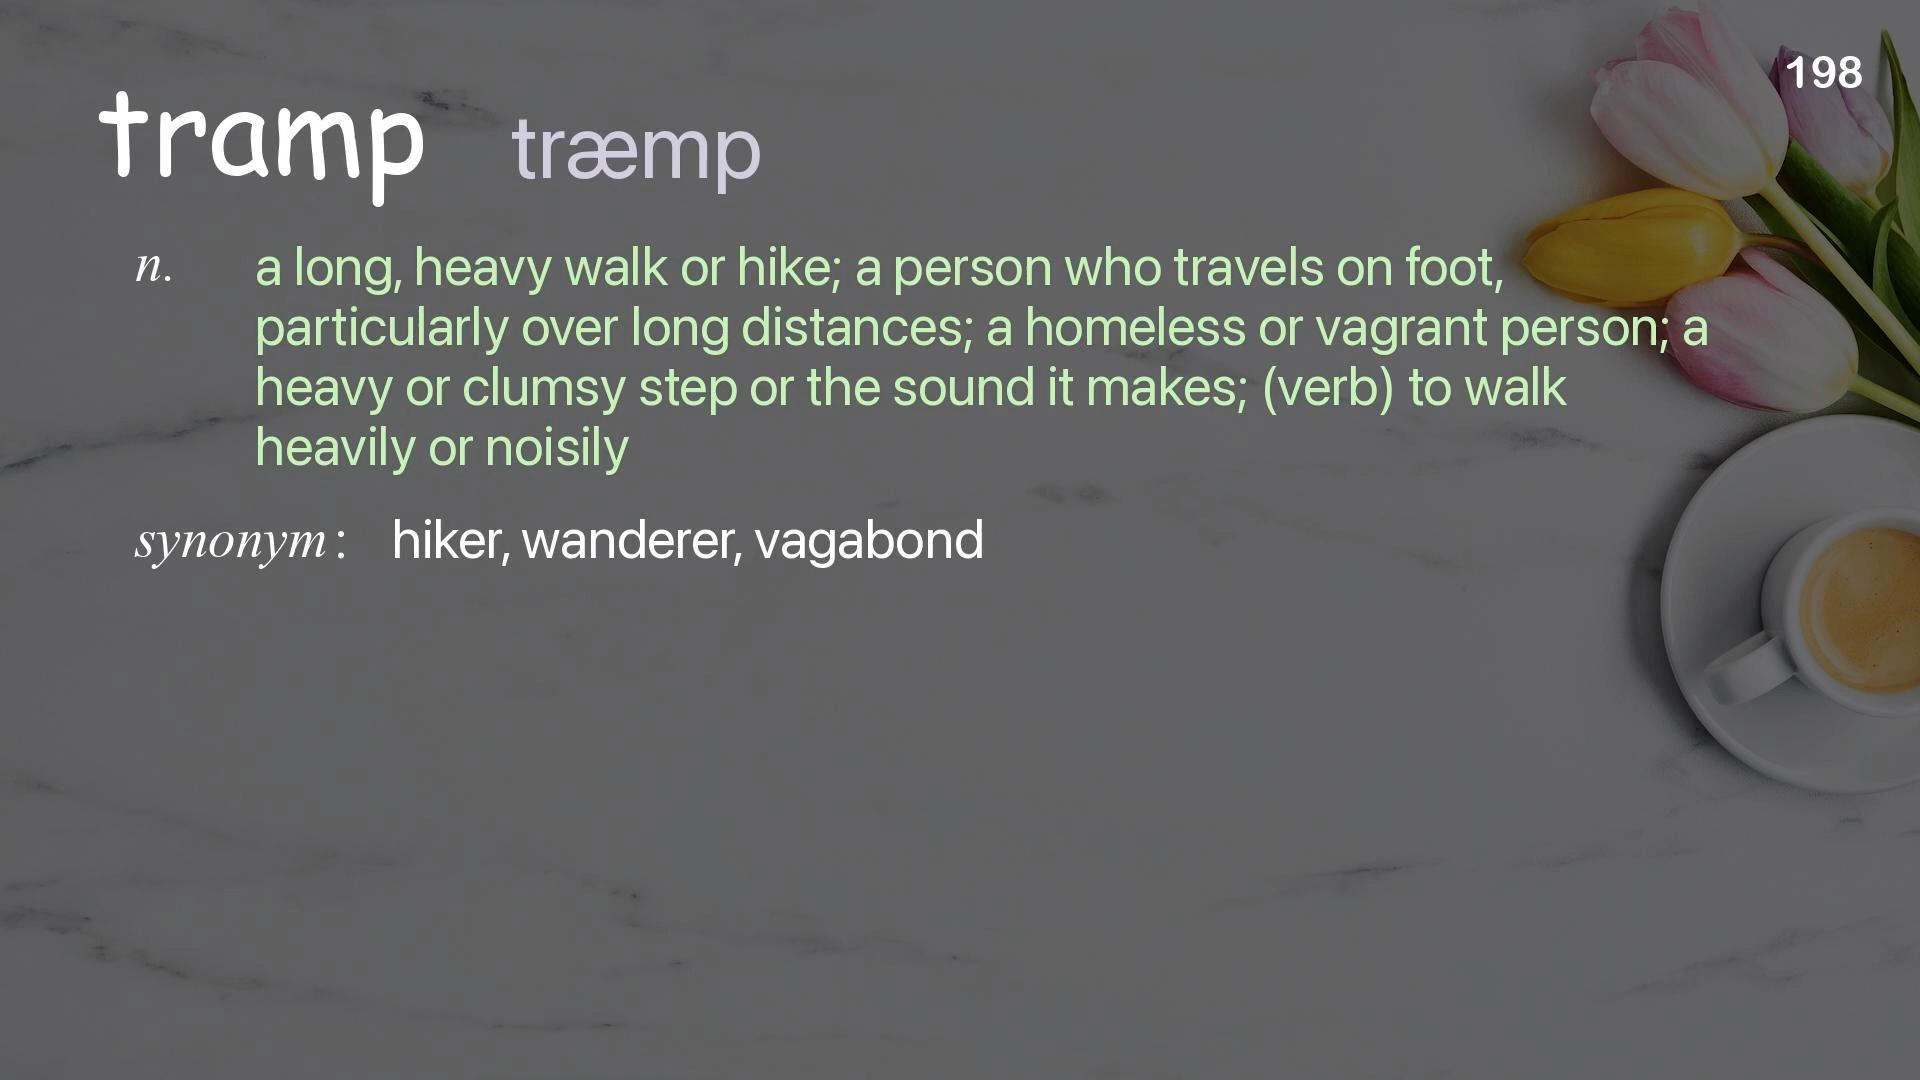 198
tramp træmp
n. a long, heavy walk or hike; a person who travels on foot,
particularly over long distances; a homeless or vagrant person; a
heavy or clumsy step or the sound it makes; (verb) to walk
heavily or noisily
synonym: hiker, wanderer, vagabond